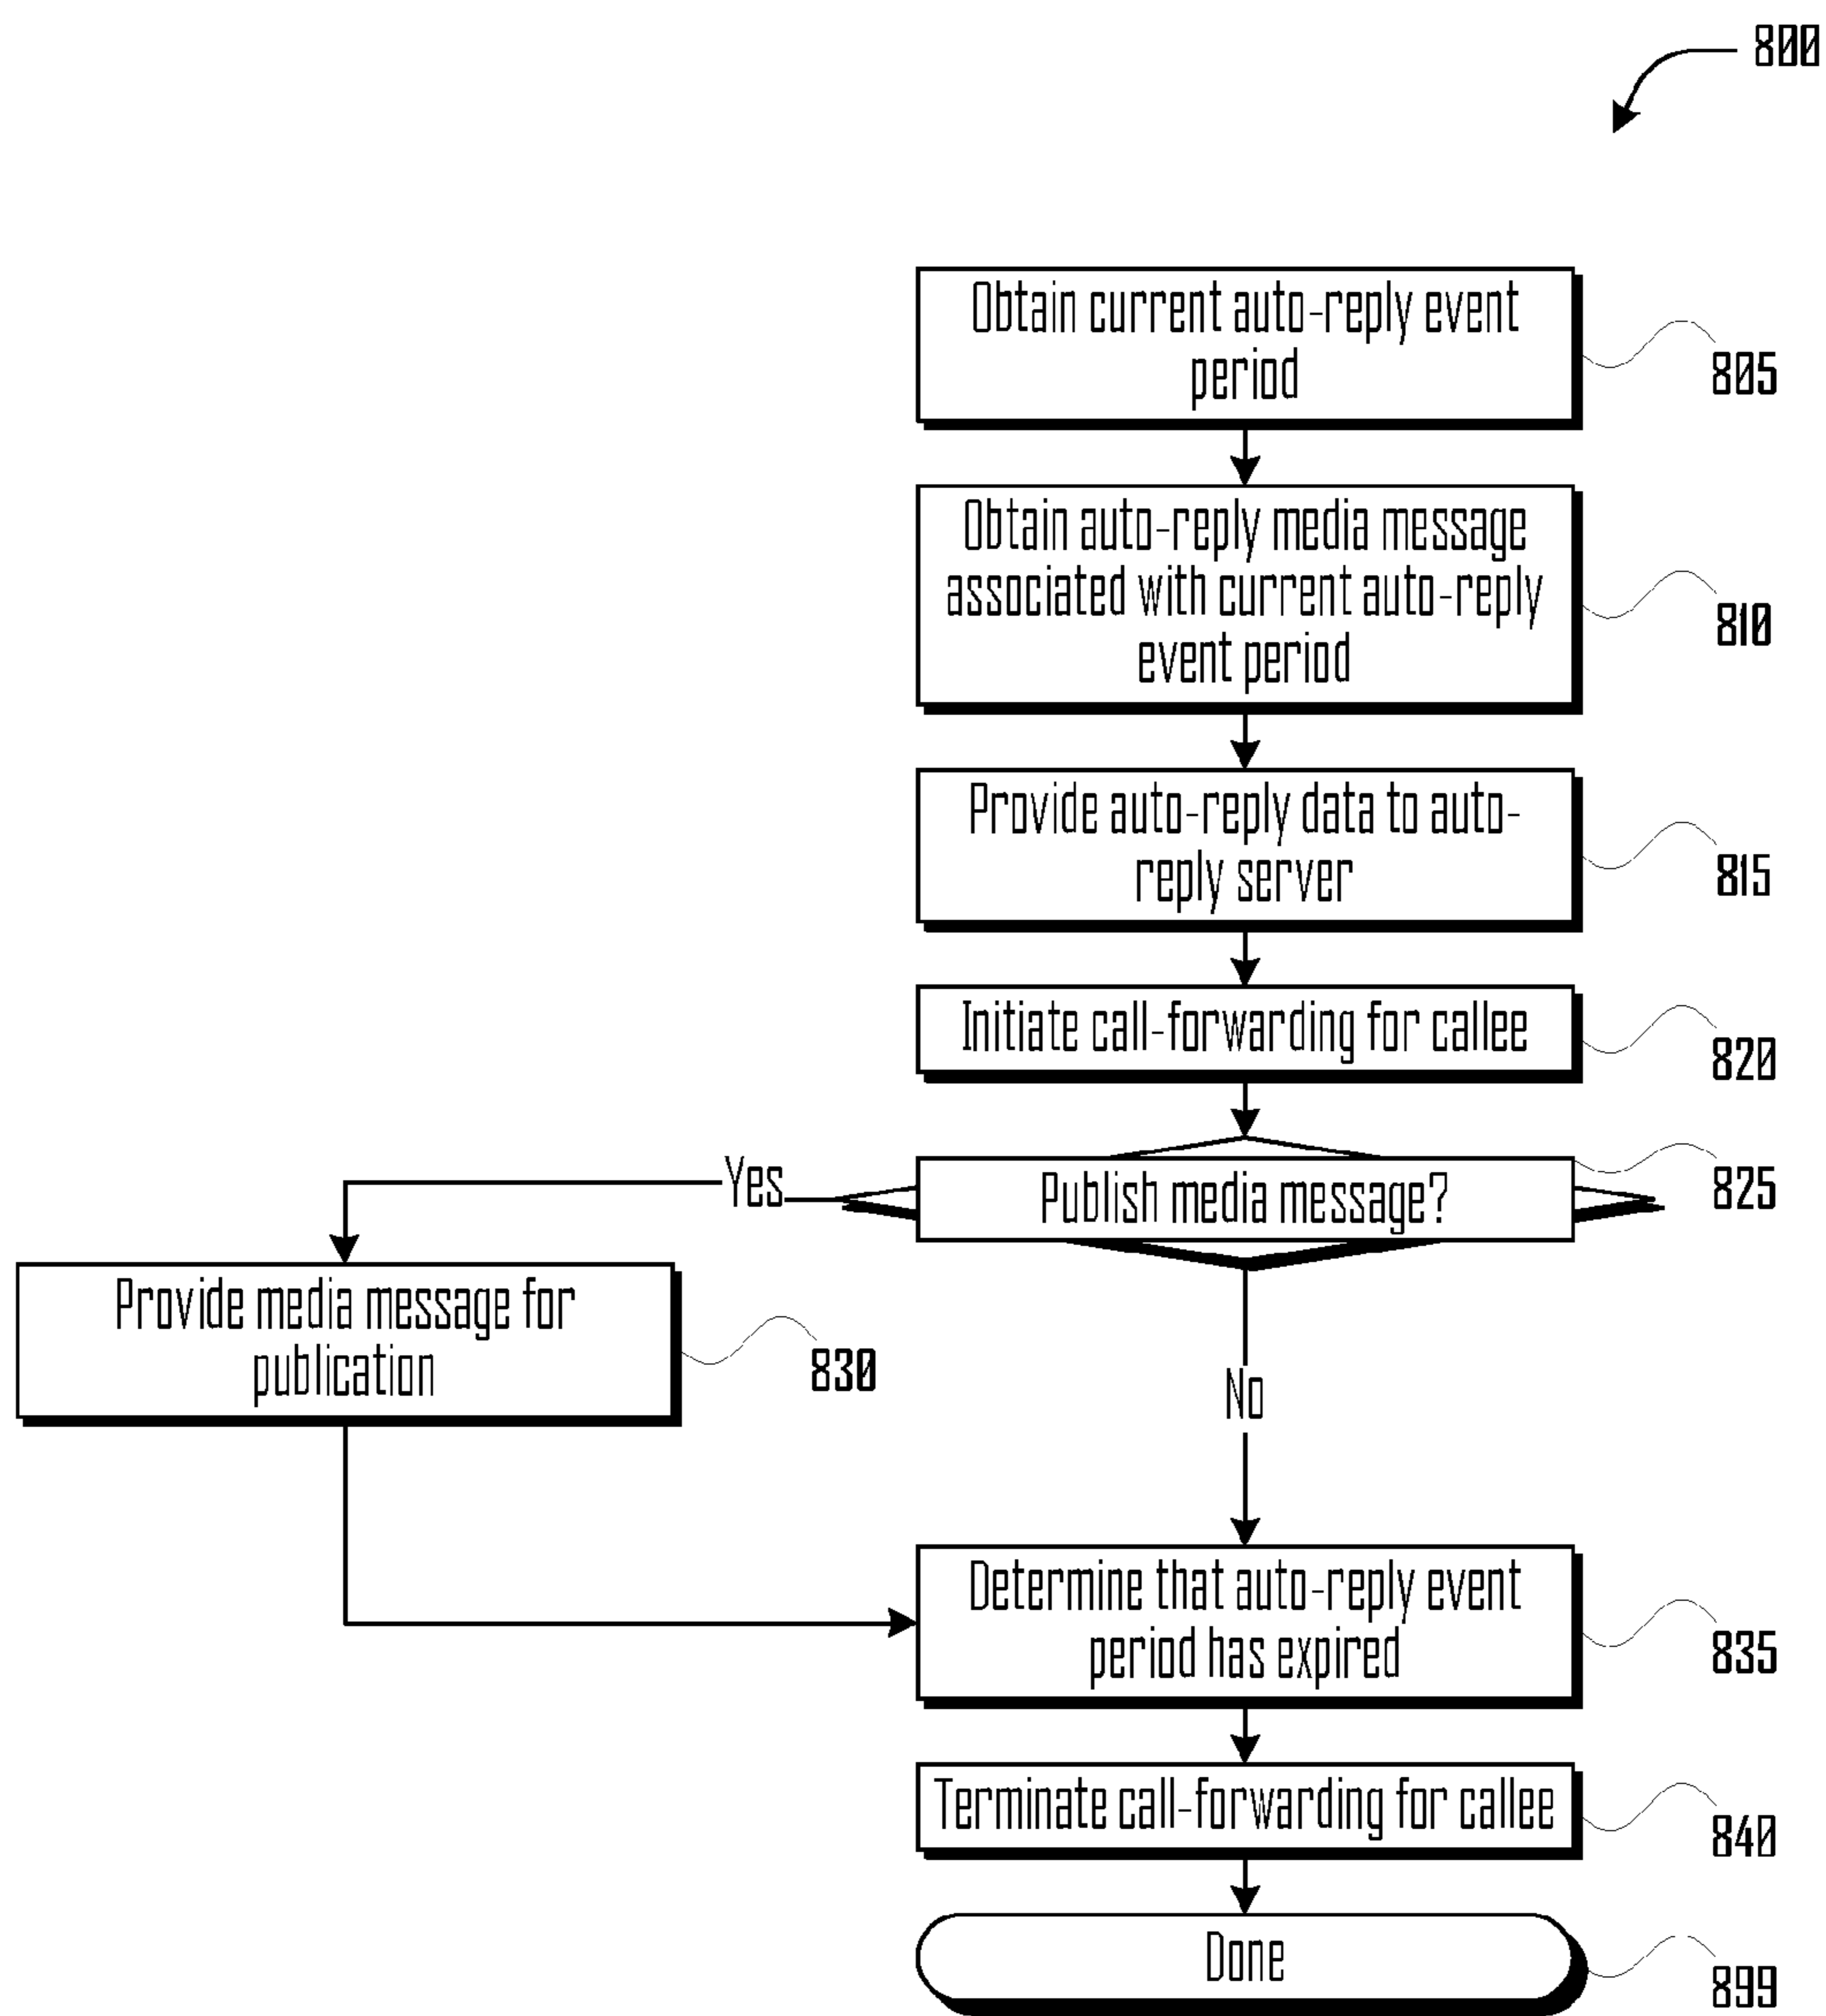 800
Obtain current auto-reply event
period
805
Obtain auto-reply media message
associated with current auto-reply
event period
810
Provide auto-reply data to auto-
reply server
815
Initiate call-forwarding for callee
820
Publish media message?
825
Yes
Provide media message for
publication
830
No
Determine that auto-reply event
period has expired
835
Terminate call-forwarding for callee
840
Done
899